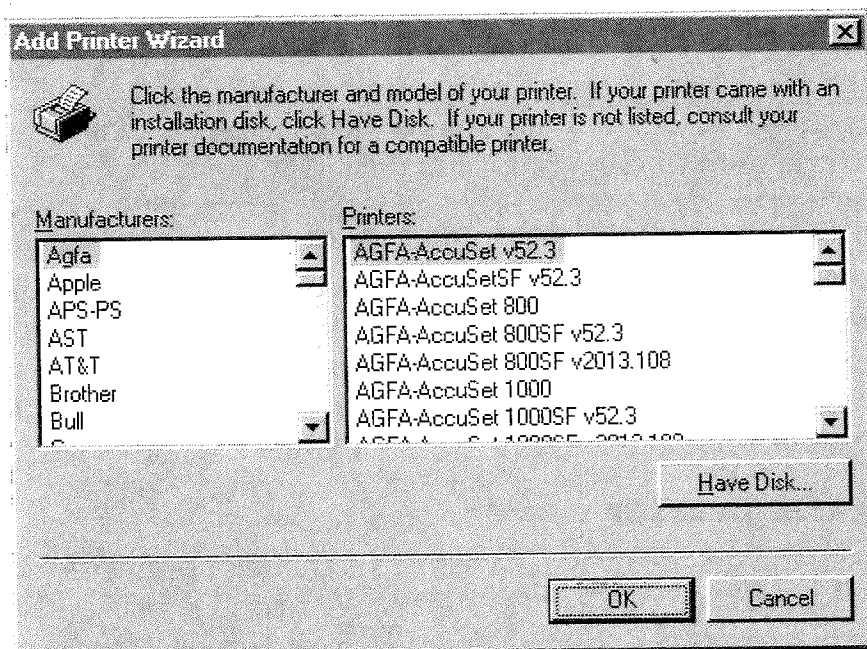 Add Printer Wizard
Click the manufacturer and model of your printer. If your printer came with an
installation disk, click Have Disk. If your printer is not listed, consult your
printer documentation for a compatible printer.
Manufacturers:
Agfa
Apple
APS-PS
AST
AT&T
Brother
Bull
Printers:
AGFA-AccuSet v52.3
AGFA-AccuSetSF v52.3
AGFA-AccuSet 800
AGFA-AccuSet 800SF v52.3
AGFA-AccuSet 800SF v2013.108
AGFA-AccuSet 1000
AGFA-AccuSet 1000SF v52.3
Have Disk...
OK
Cancel